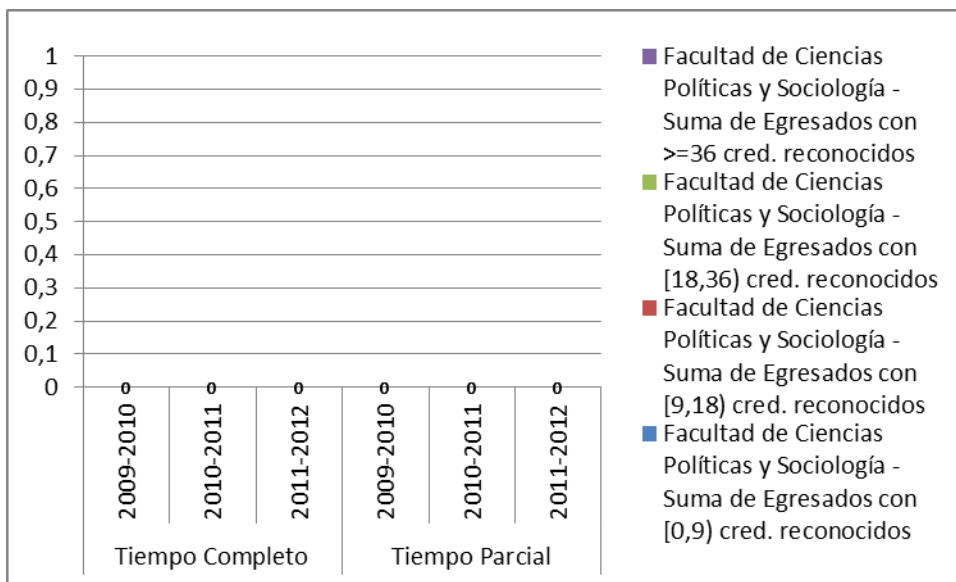 1
0,9
0,8
0,7
0,6
0,5
0,4
0,3
0,2
0,1
0
0 0 0 0 0 0
2009-2010
2010-2011
2011-2012
2009-2010
2010-2011
2011-2012
Tiempo Completo
Tiempo Parcial
Facultad de Ciencias
Políticas y Sociología -
Suma de Egresados con
>=36 cred. reconocidos
Facultad de Ciencias
Políticas y Sociología -
Suma de Egresados con
[18,36) cred. reconocidos
Facultad de Ciencias
Políticas y Sociología -
Suma de Egresados con
[9,18) cred. reconocidos
Facultad de Ciencias
Políticas y Sociología -
Suma de Egresados con
[0,9) cred. reconocidos